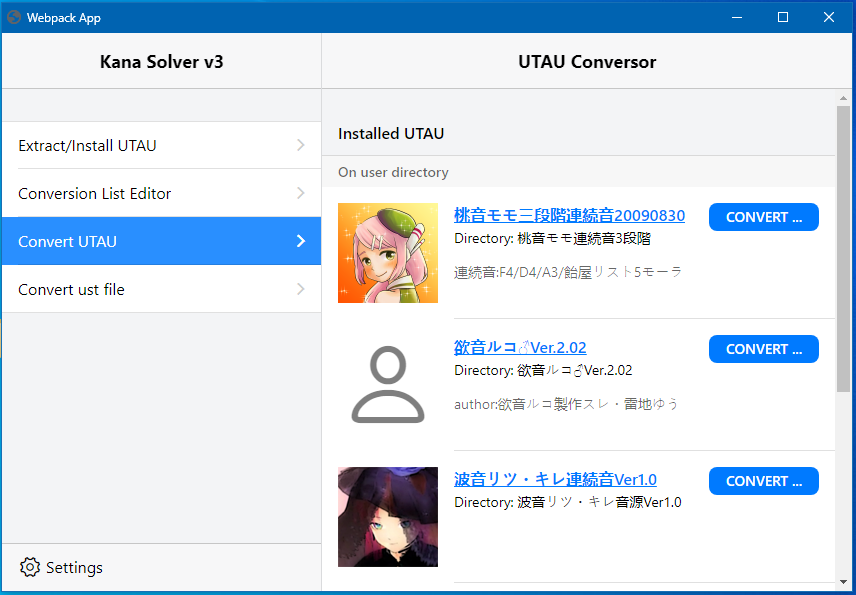 Webpack App
Kana Solver v3
UTAU Conversor
Extract/Install UTAU
Conversion List Editor
Convert UTAU
Convert ust file
Settings
Installed UTAU
On user directory
桃音モモ三段階連続音20090830
CONVERT ...
Directory: 桃音モモ連続音3段階
連続音:F4/D4/A3/飴屋リスト5モーラ
欲音ルコ♂Ver.2.02
CONVERT ...
Directory: 欲音ルコ♂Ver.2.02
author:欲音ルコ製作スレ・雷地ゆう
波音リツ・キレ連続音Ver1.0
CONVERT ...
Directory: 波音リツ・キレ音源Ver1.0